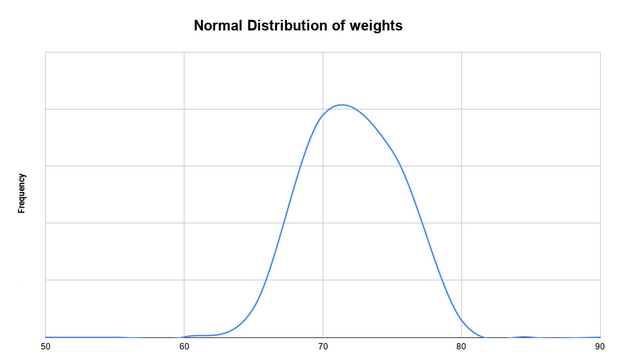 Normal Distribution of weights
Frequency
50 60 70 80 90